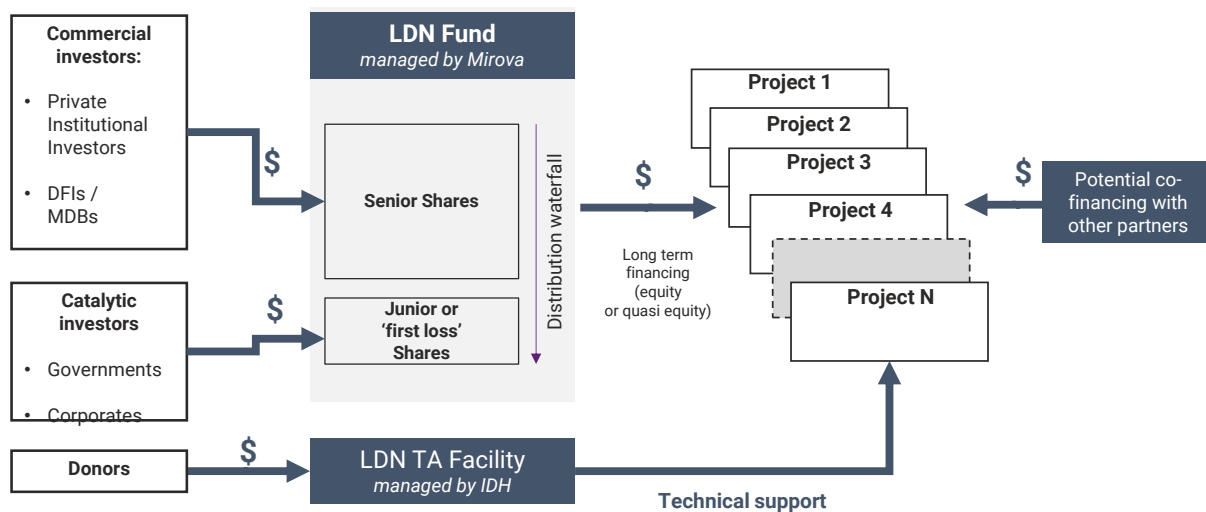 Commercial
investors:
• Private
Institutional
Investors
• DFIs /
MDBs
$
Catalytic
investors
• Governments
• Corporates
$
Donors
$
LDN Fund
managed by Mirova
Senior Shares
Junior or
‘first loss’
Shares
Distribution waterfall
LDN TA Facility
managed by IDH
$
Long term
financing
(equity
or quasi equity)
Project 1
Project 2
Project 3
Project 4
Project N
$
Potential co-
financing with
other partners
Technical support